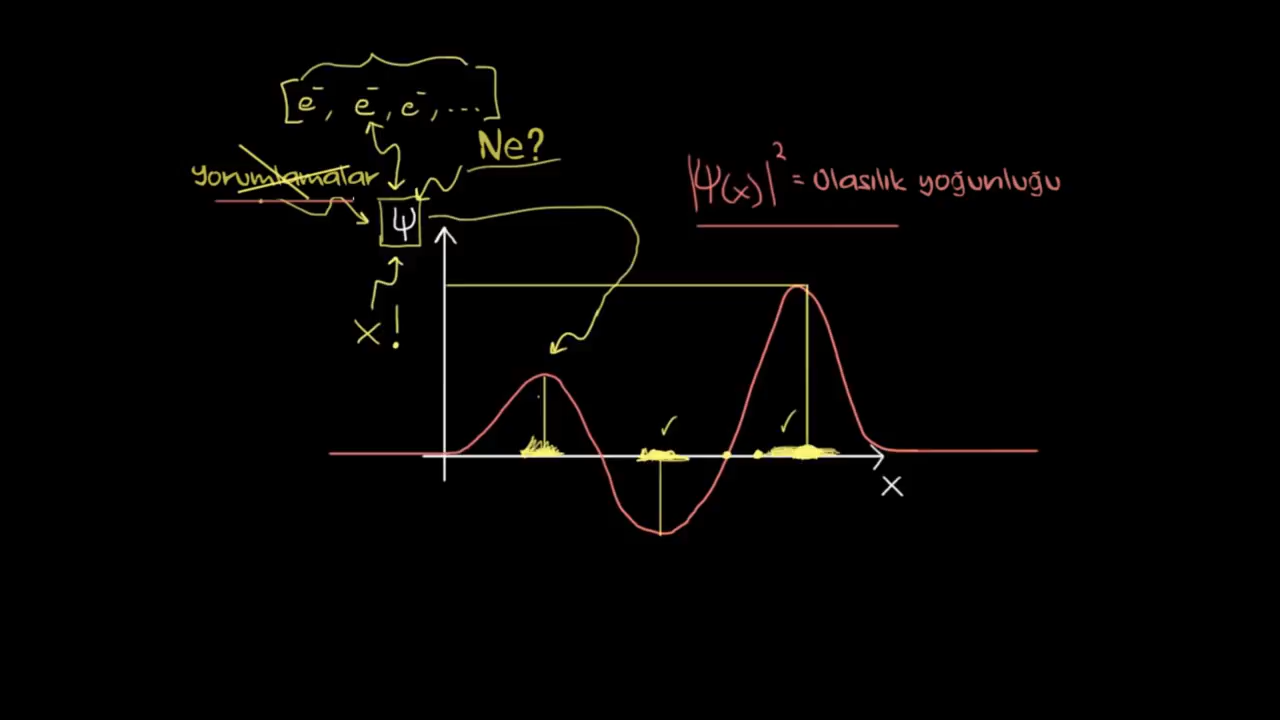 [e⁻, e⁻, e⁻, ....]
Ne?
yorumlamalar
|Ψ(x)|² = Olasılık yoğunluğu
Ψ
x!
x